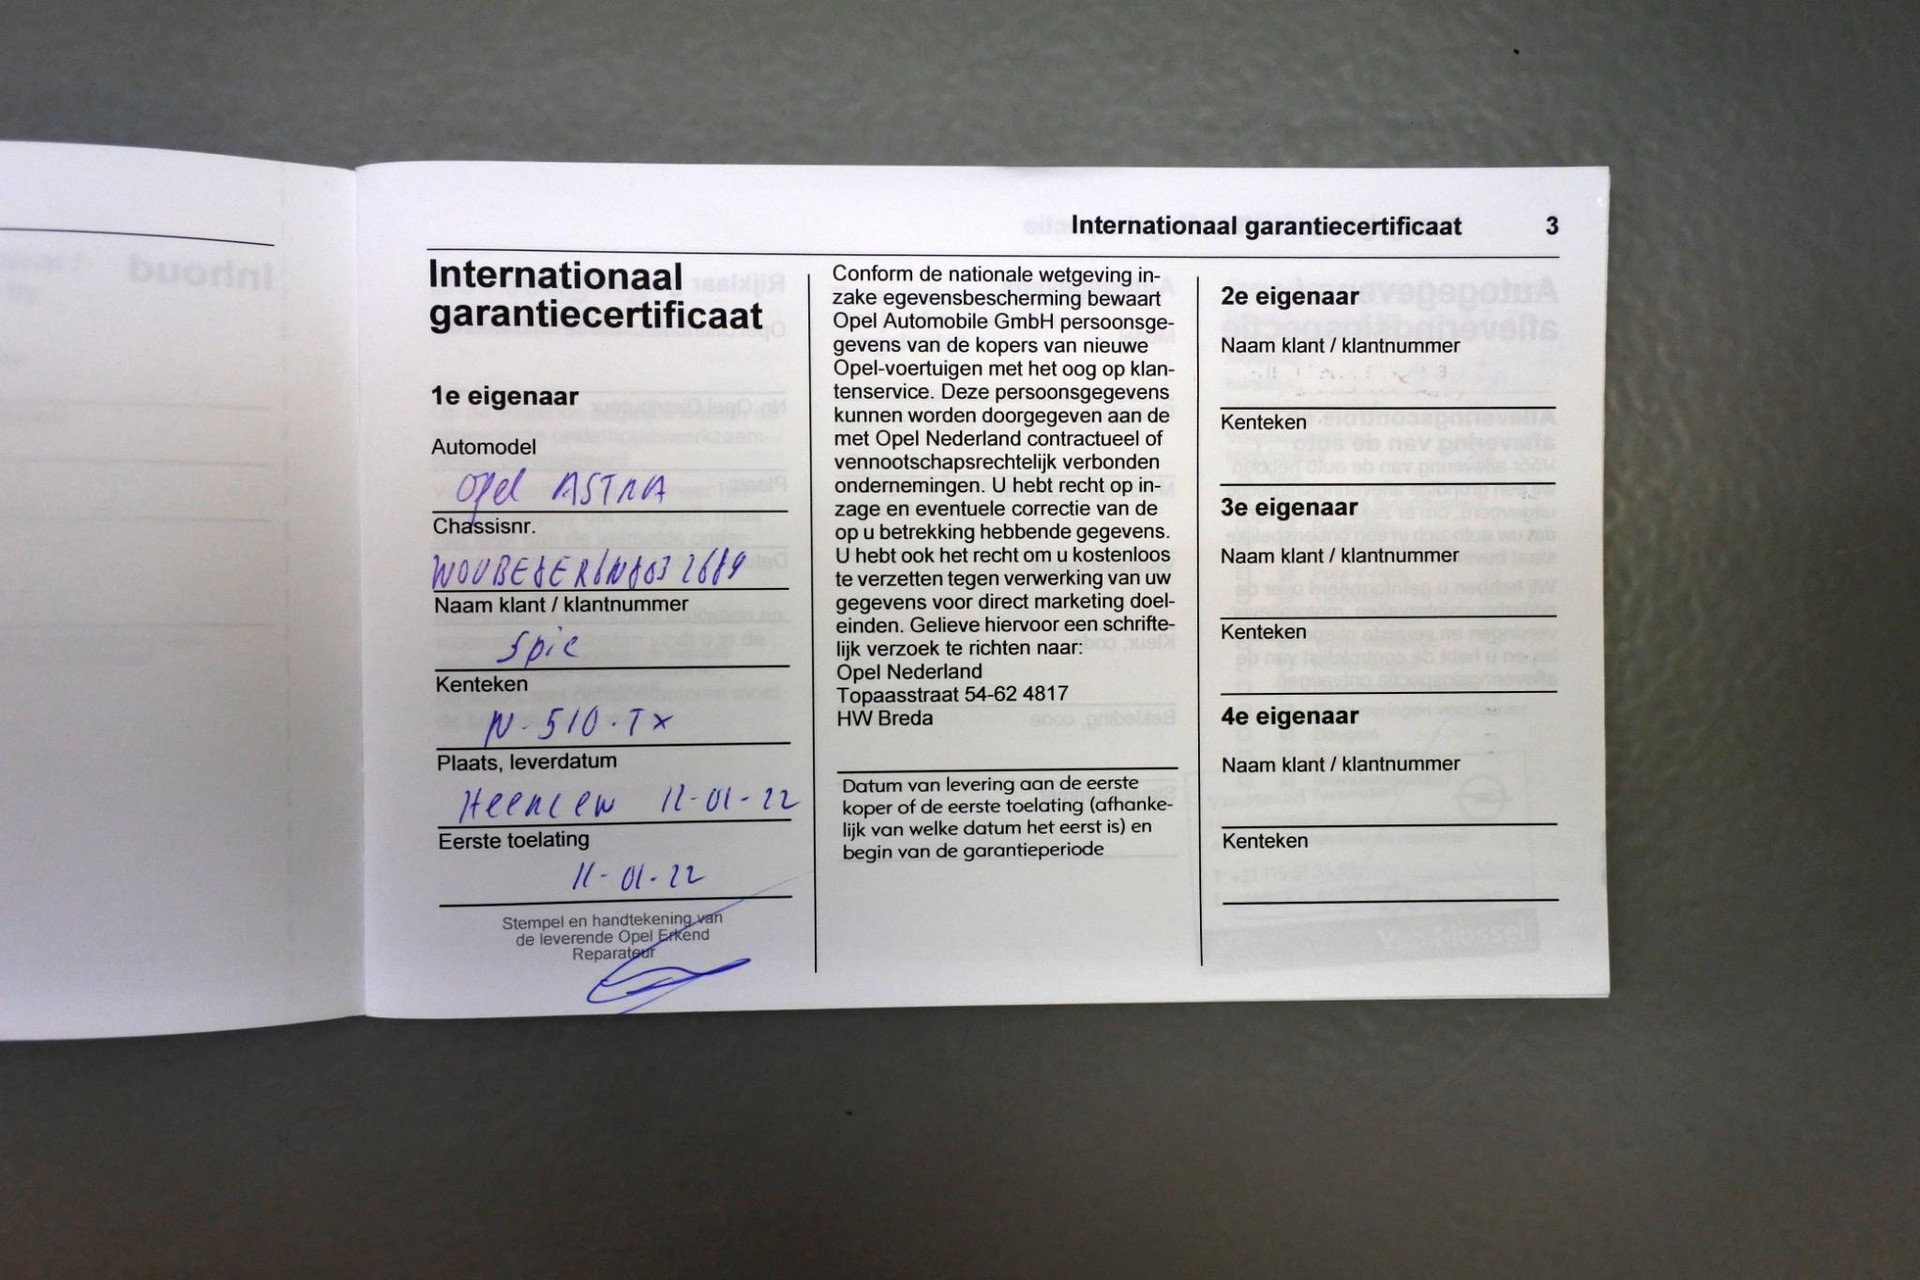 Internationaal garantiecertificaat 3
Internationaal
garantiecertificaat
1e eigenaar
Automodel
Opel ASTRA
Chassisnr.
Naam klant / klantnummer
Spie
Kenteken
N-510-TX
Plaats, leverdatum
Heerlen 11-01-22
Eerste toelating
11-01-22
Stempel en handtekening van
de leverende Opel Erkend
Reparateur
Conform de nationale wetgeving in-
zake egevensbescherming bewaart
Opel Automobile GmbH persoonsge-
gevens van de kopers van nieuwe
Opel-voertuigen met het oog op klan-
tenservice. Deze persoonsgegevens
kunnen worden doorgegeven aan de
met Opel Nederland contractueel of
vennootschapsrechtelijk verbonden
ondernemingen. U hebt recht op in-
zage en eventuele correctie van de
op u betrekking hebbende gegevens.
U hebt ook het recht om u kostenloos
te verzetten tegen verwerking van uw
gegevens voor direct marketing doel-
einden. Gelieve hiervoor een schrifte-
lijk verzoek te richten naar:
Opel Nederland
Topaasstraat 54-62 4817
HW Breda
Datum van levering aan de eerste
koper of de eerste toelating (afhanke-
lijk van welke datum het eerst is) en
begin van de garantieperiode
2e eigenaar
Naam klant / klantnummer
Kenteken
3e eigenaar
Naam klant / klantnummer
Kenteken
4e eigenaar
Naam klant / klantnummer
Kenteken